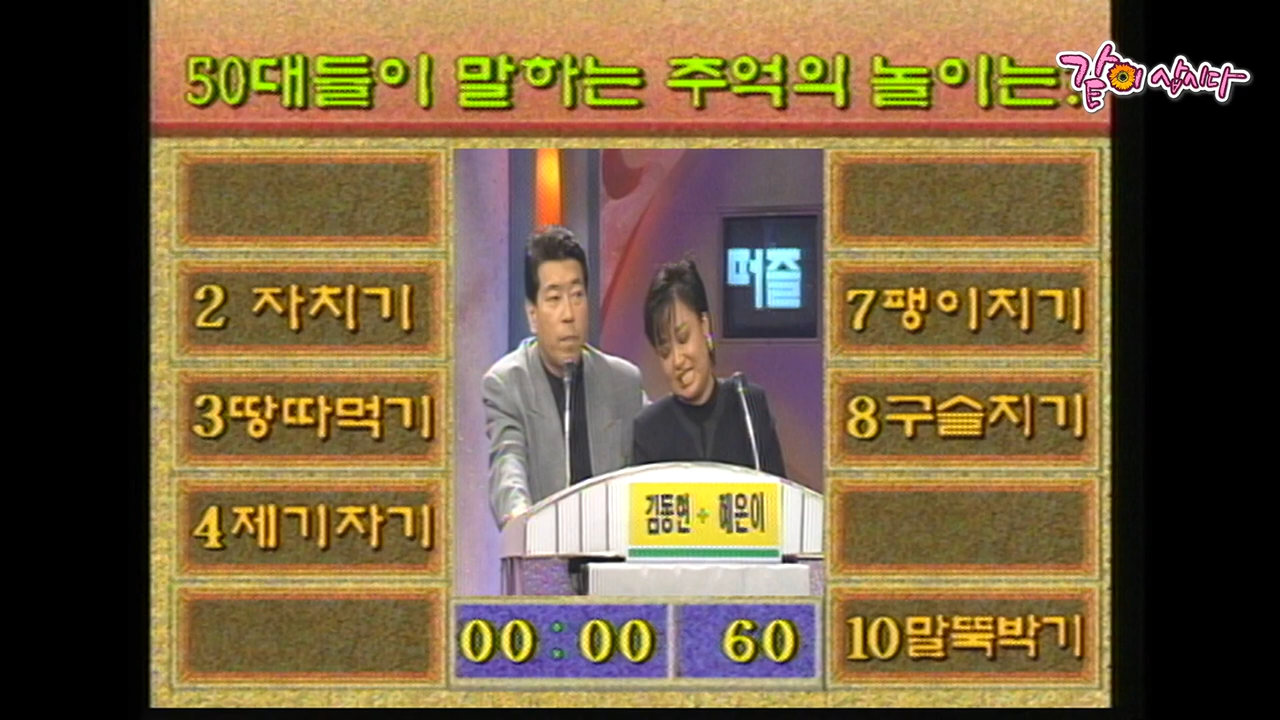 50대들이 말하는 추억의 놀이는?
같이 삽시다
2 자치기
3땅따먹기
4제기차기
퍼즐
김동현 + 혜은이
00:00 60
7팽이치기
8구슬치기
10말뚝박기